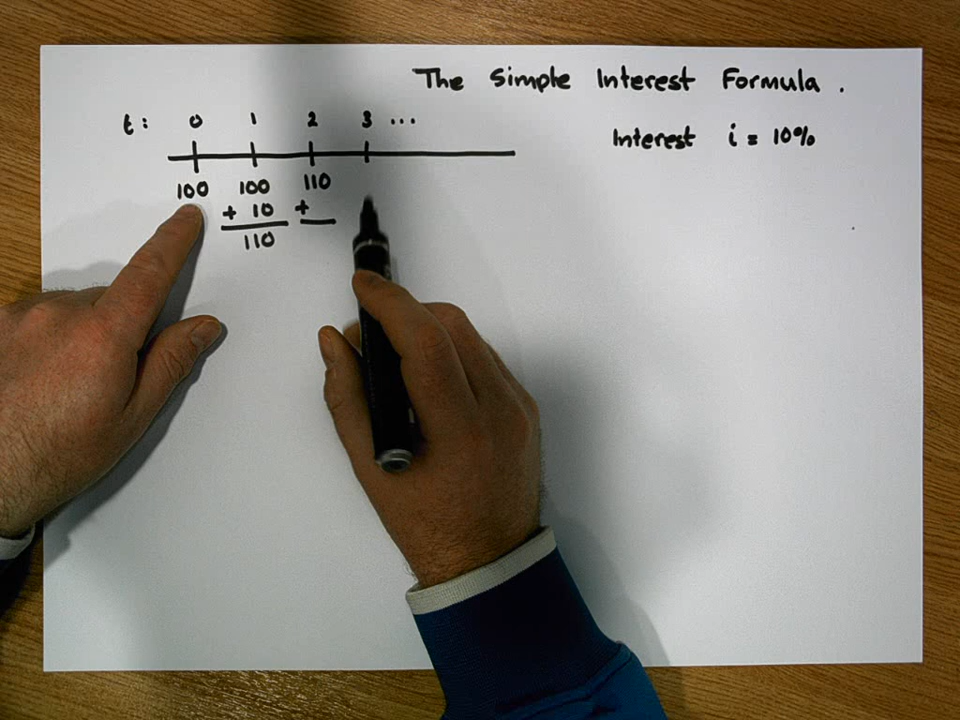 The Simple Interest Formula.
t: 0 1 2 3 ...
Interest i = 10%
100 100 110
+ 10 +
110